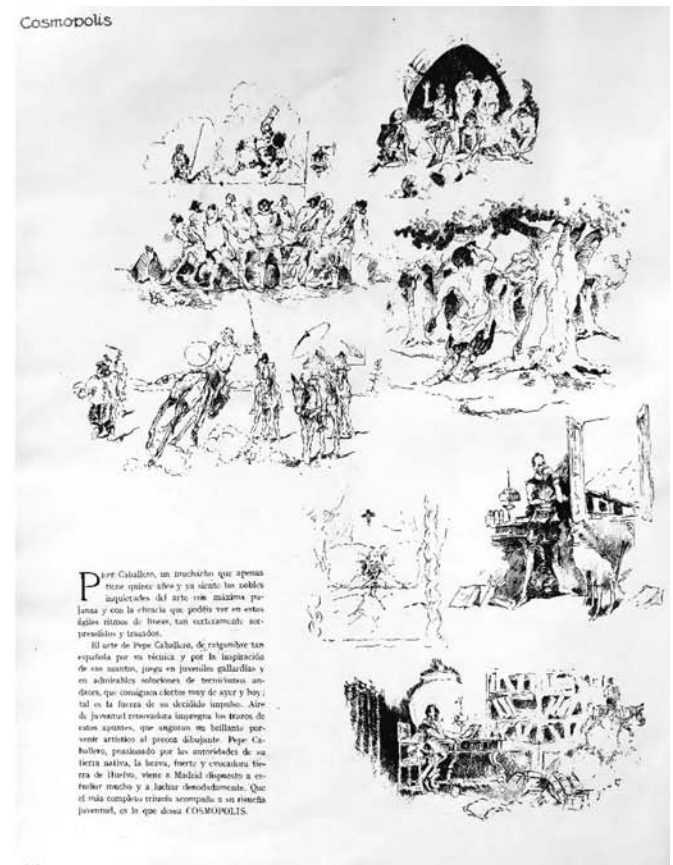 Cosmopolis
Pepe Caballero, un muchacho que apenas
tiene quince años y ya siente las nobles
inquietudes del arte con máxima pu-
janza y con la ciencia que podéis ver en estos
ágiles ritmos de líneas, tan certeramente sor-
prendidos y trazados.
El arte de Pepe Caballero, de raigambre tan
española por su técnica y por la inspiración
de sus asuntos, juega en juveniles gallardías y
en admirables soluciones de tecnicismos au-
daces, que consiguen efectos muy de ayer y hoy;
tal es la fuerza de su decidido impulso. Aire
de juventud renovadora impregna los trazos de
estos apuntes, que auguran un brillante por-
venir artístico al precoz dibujante. Pepe Ca-
ballero, pensionado por las autoridades de su
tierra nativa, la brava, fuerte y evocadora tie-
rra de Huelva, viene a Madrid dispuesto a es-
tudiar mucho y a luchar denodadamente. Que
el más completo triunfo acompañe a su risueña
juventud, es lo que desea COSMOPOLIS.